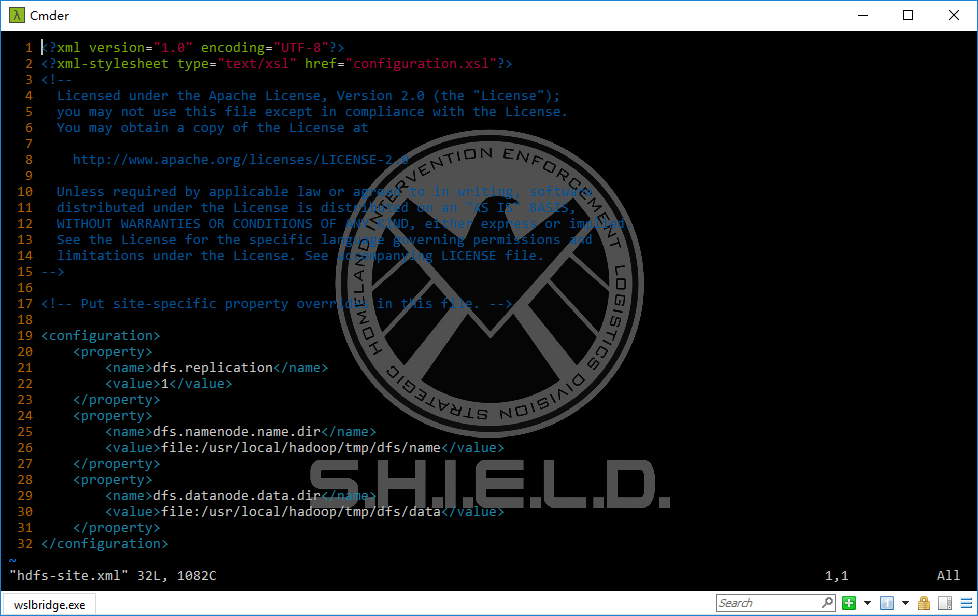 Cmder
1 <?xml version="1.0" encoding="UTF-8"?>
2 <?xml-stylesheet type="text/xsl" href="configuration.xsl"?>
3 <!--
4   Licensed under the Apache License, Version 2.0 (the "License");
5   you may not use this file except in compliance with the License.
6   You may obtain a copy of the License at
7
8     http://www.apache.org/licenses/LICENSE-2.0
9
10   Unless required by applicable law or agreed to in writing, software
11   distributed under the License is distributed on an "AS IS" BASIS,
12   WITHOUT WARRANTIES OR CONDITIONS OF ANY KIND, either express or implied
13   See the License for the specific language governing permissions and
14   limitations under the License. See accompanying LICENSE file.
15 -->
16
17 <!-- Put site-specific property overrides in this file. -->
18
19 <configuration>
20     <property>
21         <name>dfs.replication</name>
22         <value>1</value>
23     </property>
24     <property>
25         <name>dfs.namenode.name.dir</name>
26         <value>file:/usr/local/hadoop/tmp/dfs/name</value>
27     </property>
28     <property>
29         <name>dfs.datanode.data.dir</name>
30         <value>file:/usr/local/hadoop/tmp/dfs/data</value>
31     </property>
32 </configuration>
~
"hdfs-site.xml" 32L, 1082C 1,1 All
STRATEGIC HOMELAND INTERVENTION ENFORCEMENT LOGISTICS DIVISION
S.H.I.E.L.D.
wslbridge.exe
Search